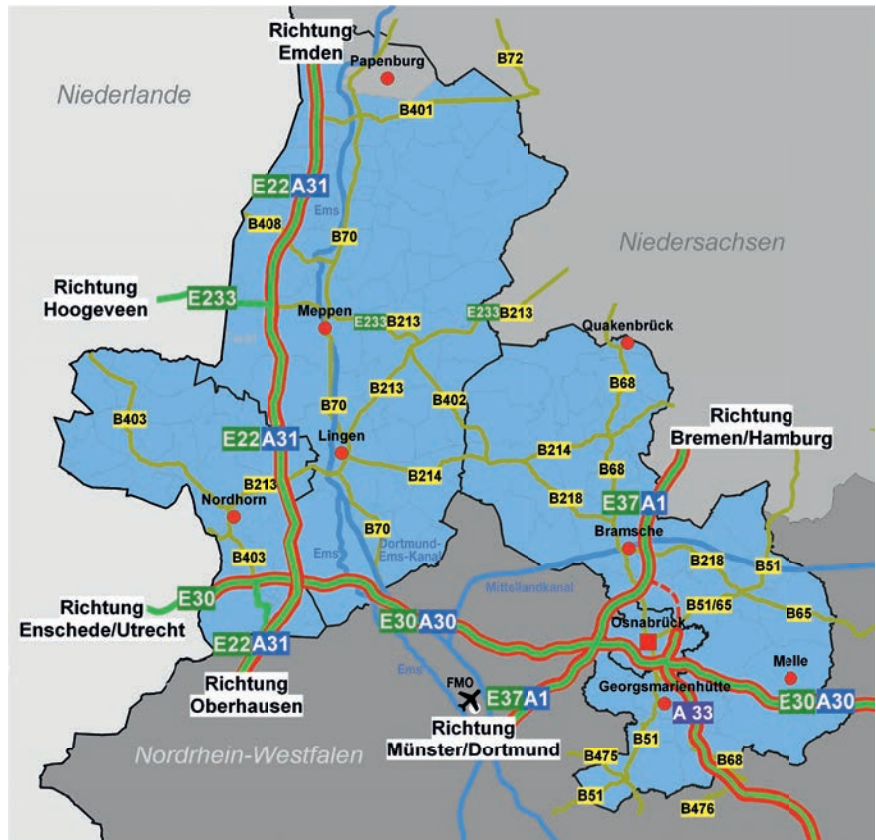 Richtung
Emden
Papenburg
B72
Niederlande
B401
E22 A31
Ems
B408
B70
Niedersachsen
Richtung
Hoogeveen
E233
Meppen
E233 B213
E233 B213
Quakenbrück
B68
B213
B403
B70
B402
Richtung
Bremen/Hamburg
E22 A31
Lingen
B214
B214
B68
B213
Nordhorn
B218
E37 A1
B70
Bramsche
B403
Ems
Dortmund-
Ems-Kanal
B218
B51
Mittellandkanal
E30
Richtung
Enschede/Utrecht
B51/65
B65
E30 A30
Osnabrück
E22 A31
Ems
Melle
Richtung
Oberhausen
FMO
E37 A1
Georgsmarienhütte
A 33
E30 A30
Richtung
Münster/Dortmund
Nordrhein-Westfalen
B51
B475
B68
B51
B476